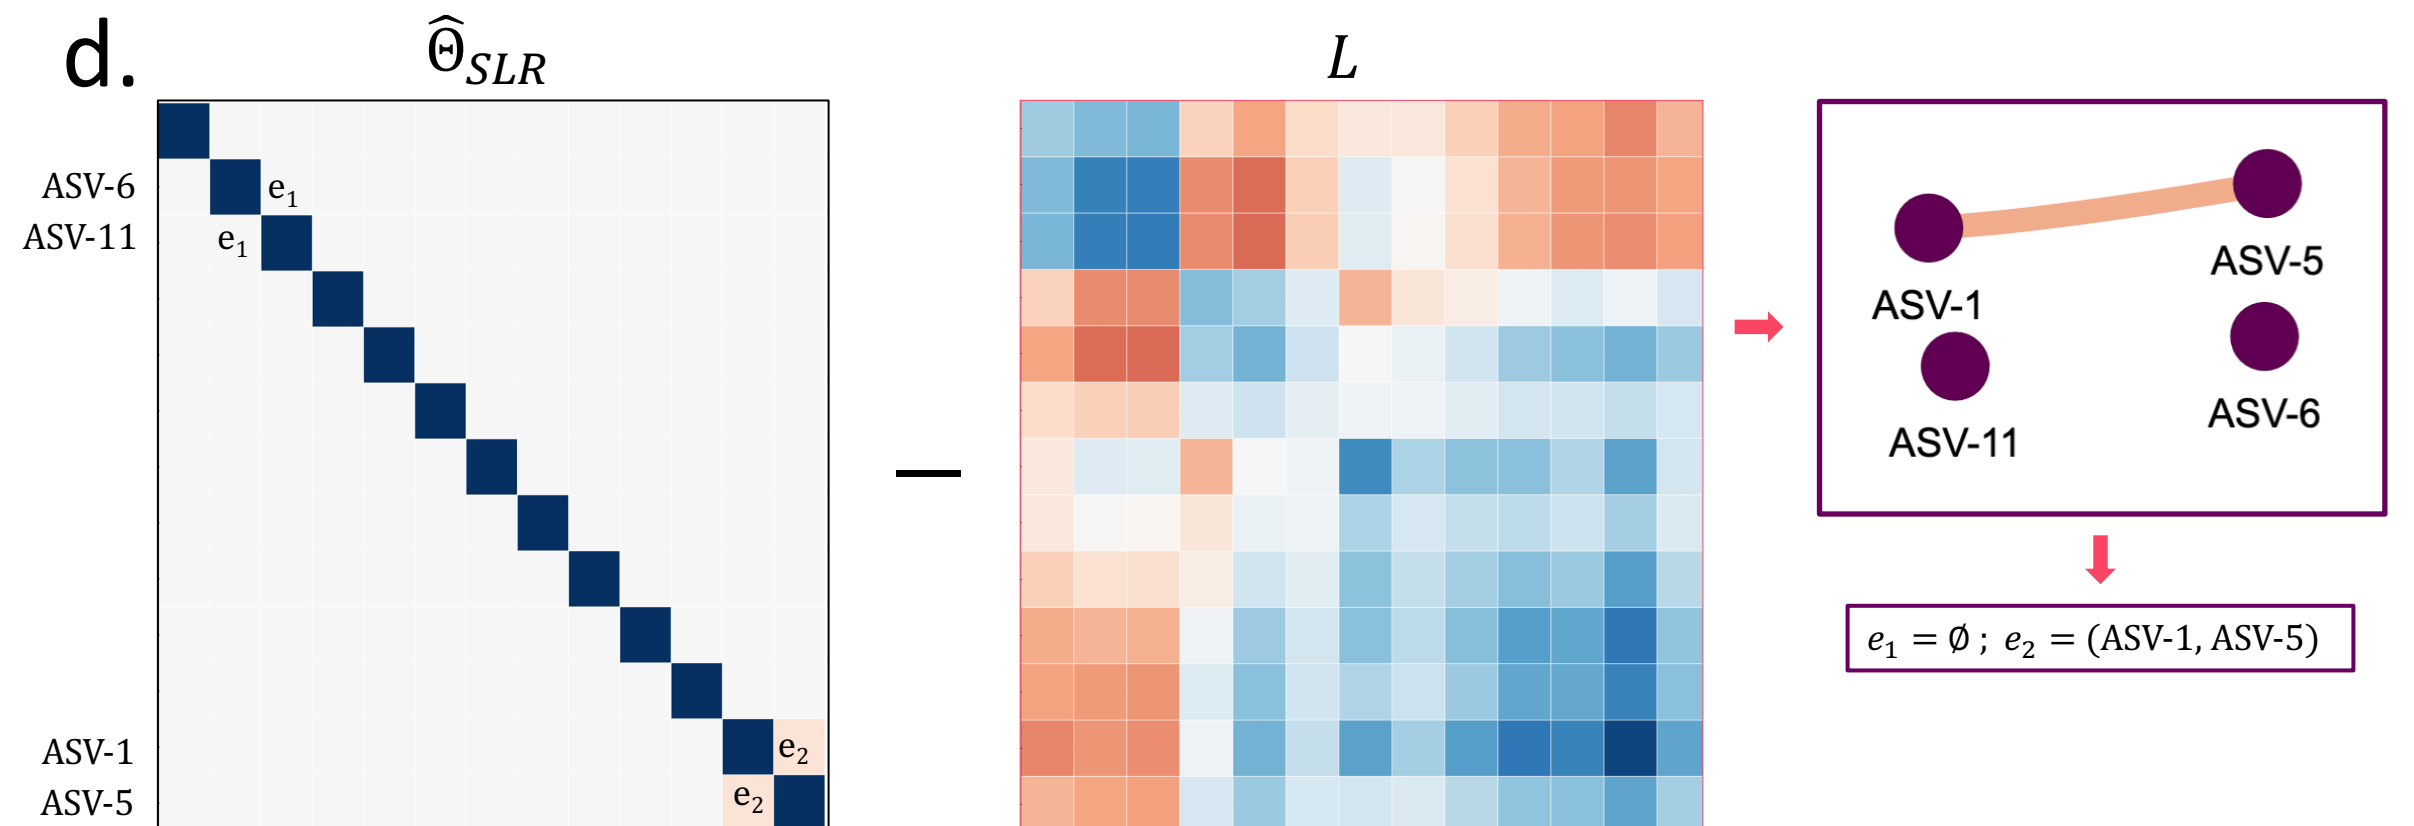 d.
Θ̂_SLR
L
ASV-6
e₁
ASV-11
e₁
ASV-1
e₂
ASV-5
e₂
—
ASV-5
ASV-1
ASV-6
ASV-11
e₁ = ∅ ; e₂ = (ASV-1, ASV-5)